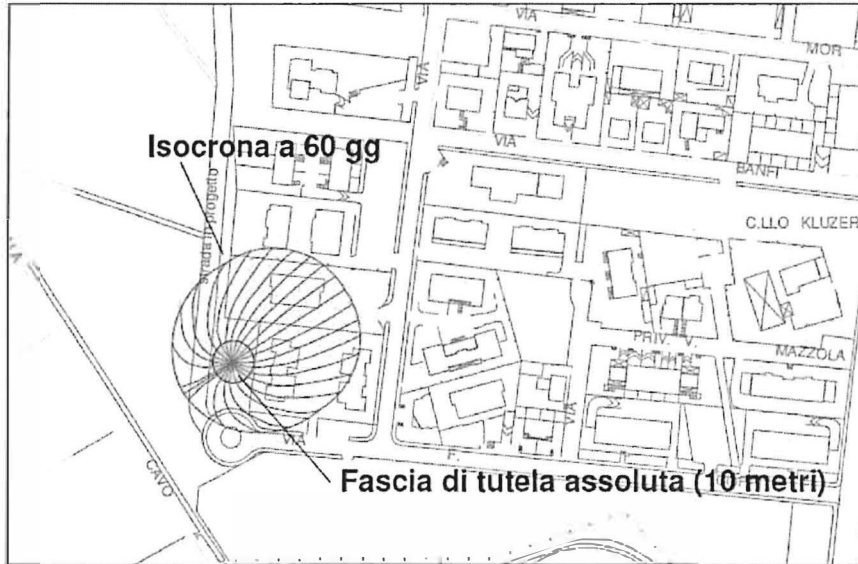 VIA
MOR
VIA
Isocrona a 60 gg
VIA
BANFI
C.LLO KLUZER
strada in progetto
PRIV. V.
MAZZOLA
VIA
VIA
F.
CAVO
Fascia di tutela assoluta (10 metri)